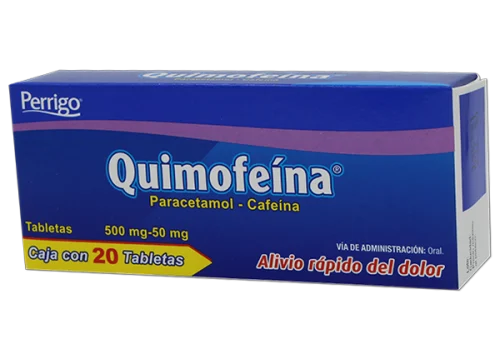 Quimofeína®
Perrigo®
Quimofeína®
Paracetamol - Cafeína
Tabletas 500 mg-50 mg
Caja con 20 Tabletas
VÍA DE ADMINISTRACIÓN: Oral.
Alivio rápido del dolor